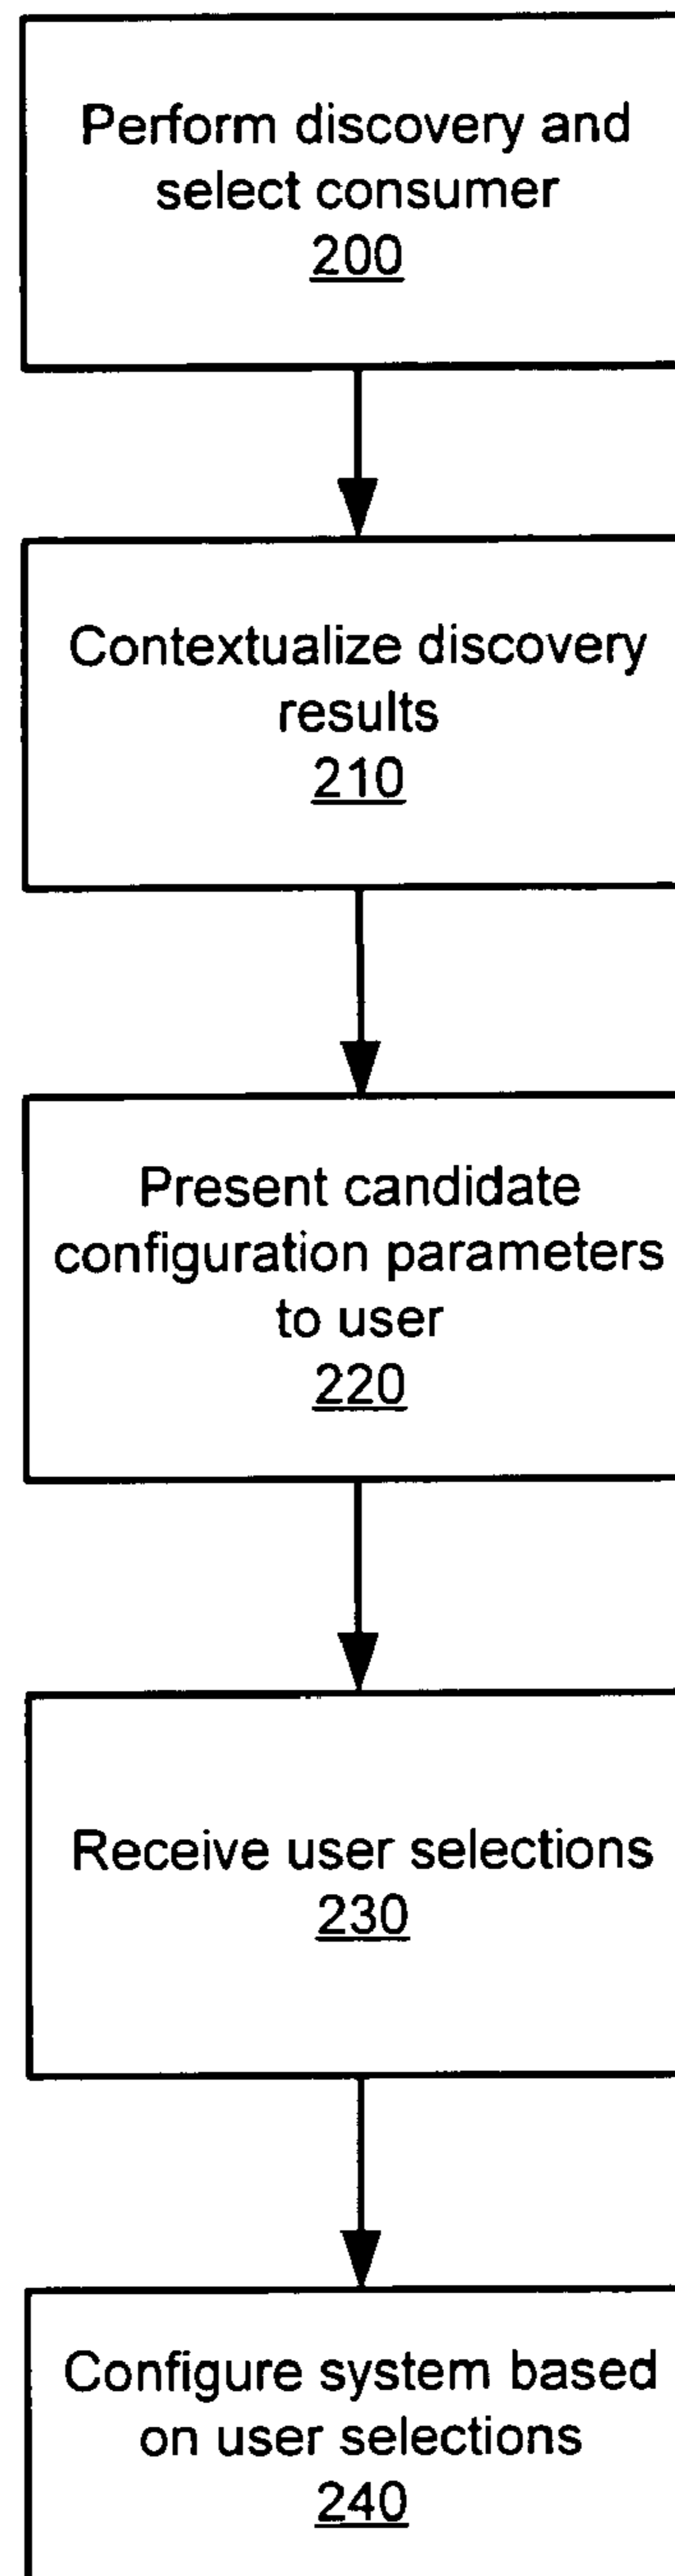 Perform discovery and
select consumer
200
Contextualize discovery
results
210
Present candidate
configuration parameters
to user
220
Receive user selections
230
Configure system based
on user selections
240